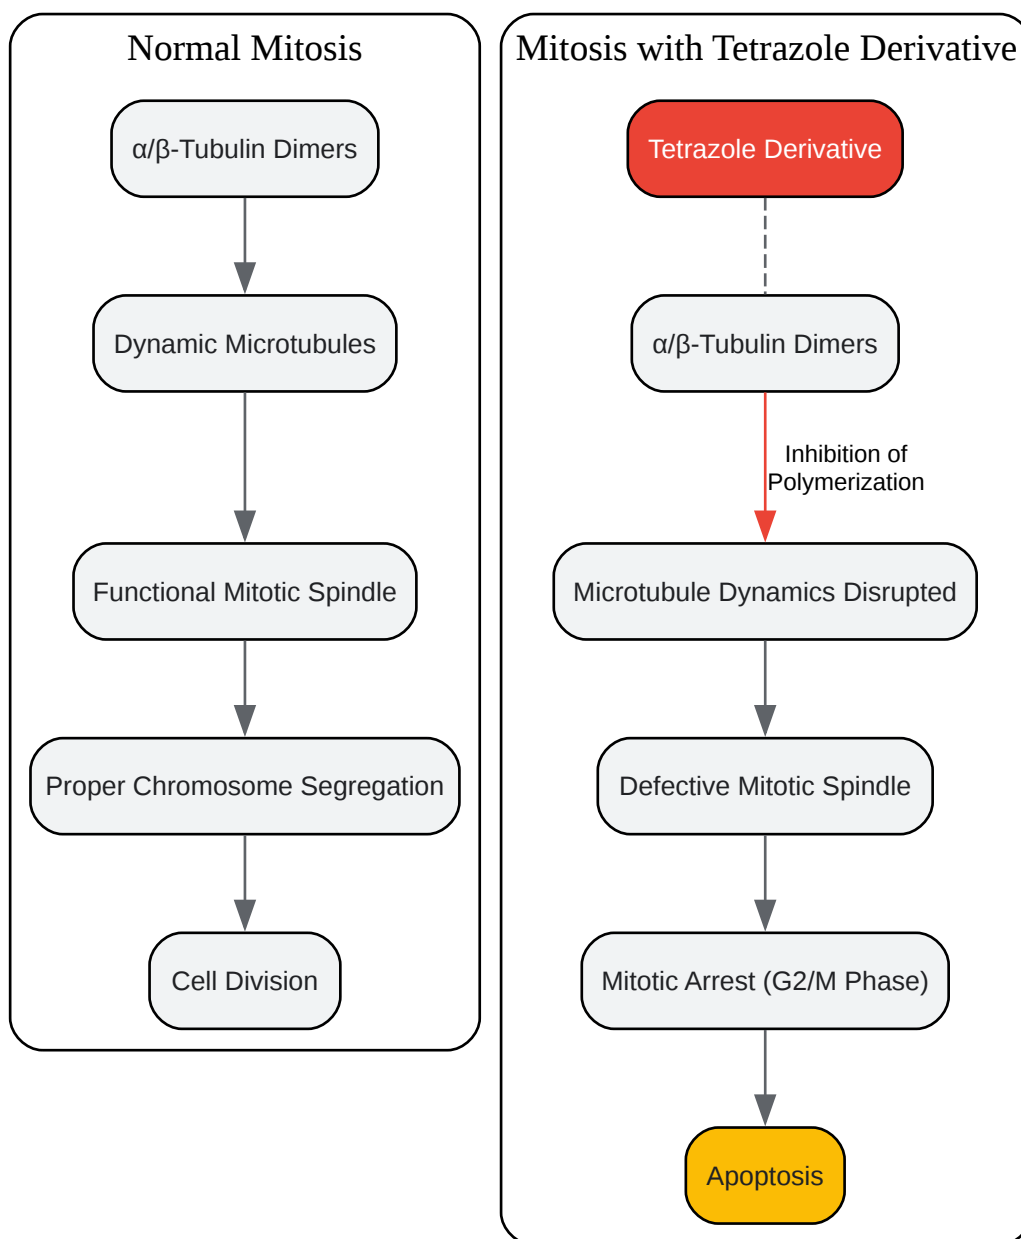 Normal Mitosis
α/β-Tubulin Dimers
Dynamic Microtubules
Functional Mitotic Spindle
Proper Chromosome Segregation
Cell Division
Mitosis with Tetrazole Derivative
Tetrazole Derivative
α/β-Tubulin Dimers
Inhibition of
Polymerization
Microtubule Dynamics Disrupted
Defective Mitotic Spindle
Mitotic Arrest (G2/M Phase)
Apoptosis